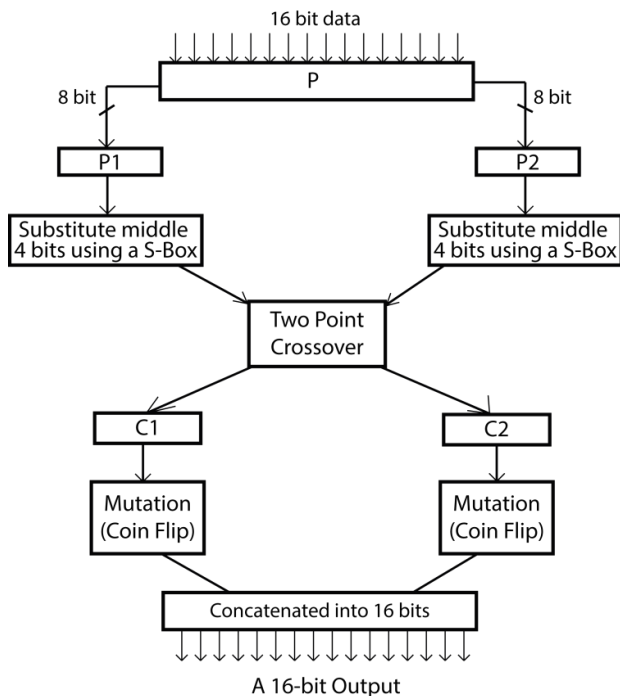 16 bit data
P
8 bit
8 bit
P1
P2
Substitute middle
4 bits using a S-Box
Substitute middle
4 bits using a S-Box
Two Point
Crossover
C1
C2
Mutation
(Coin Flip)
Mutation
(Coin Flip)
Concatenated into 16 bits
A 16-bit Output